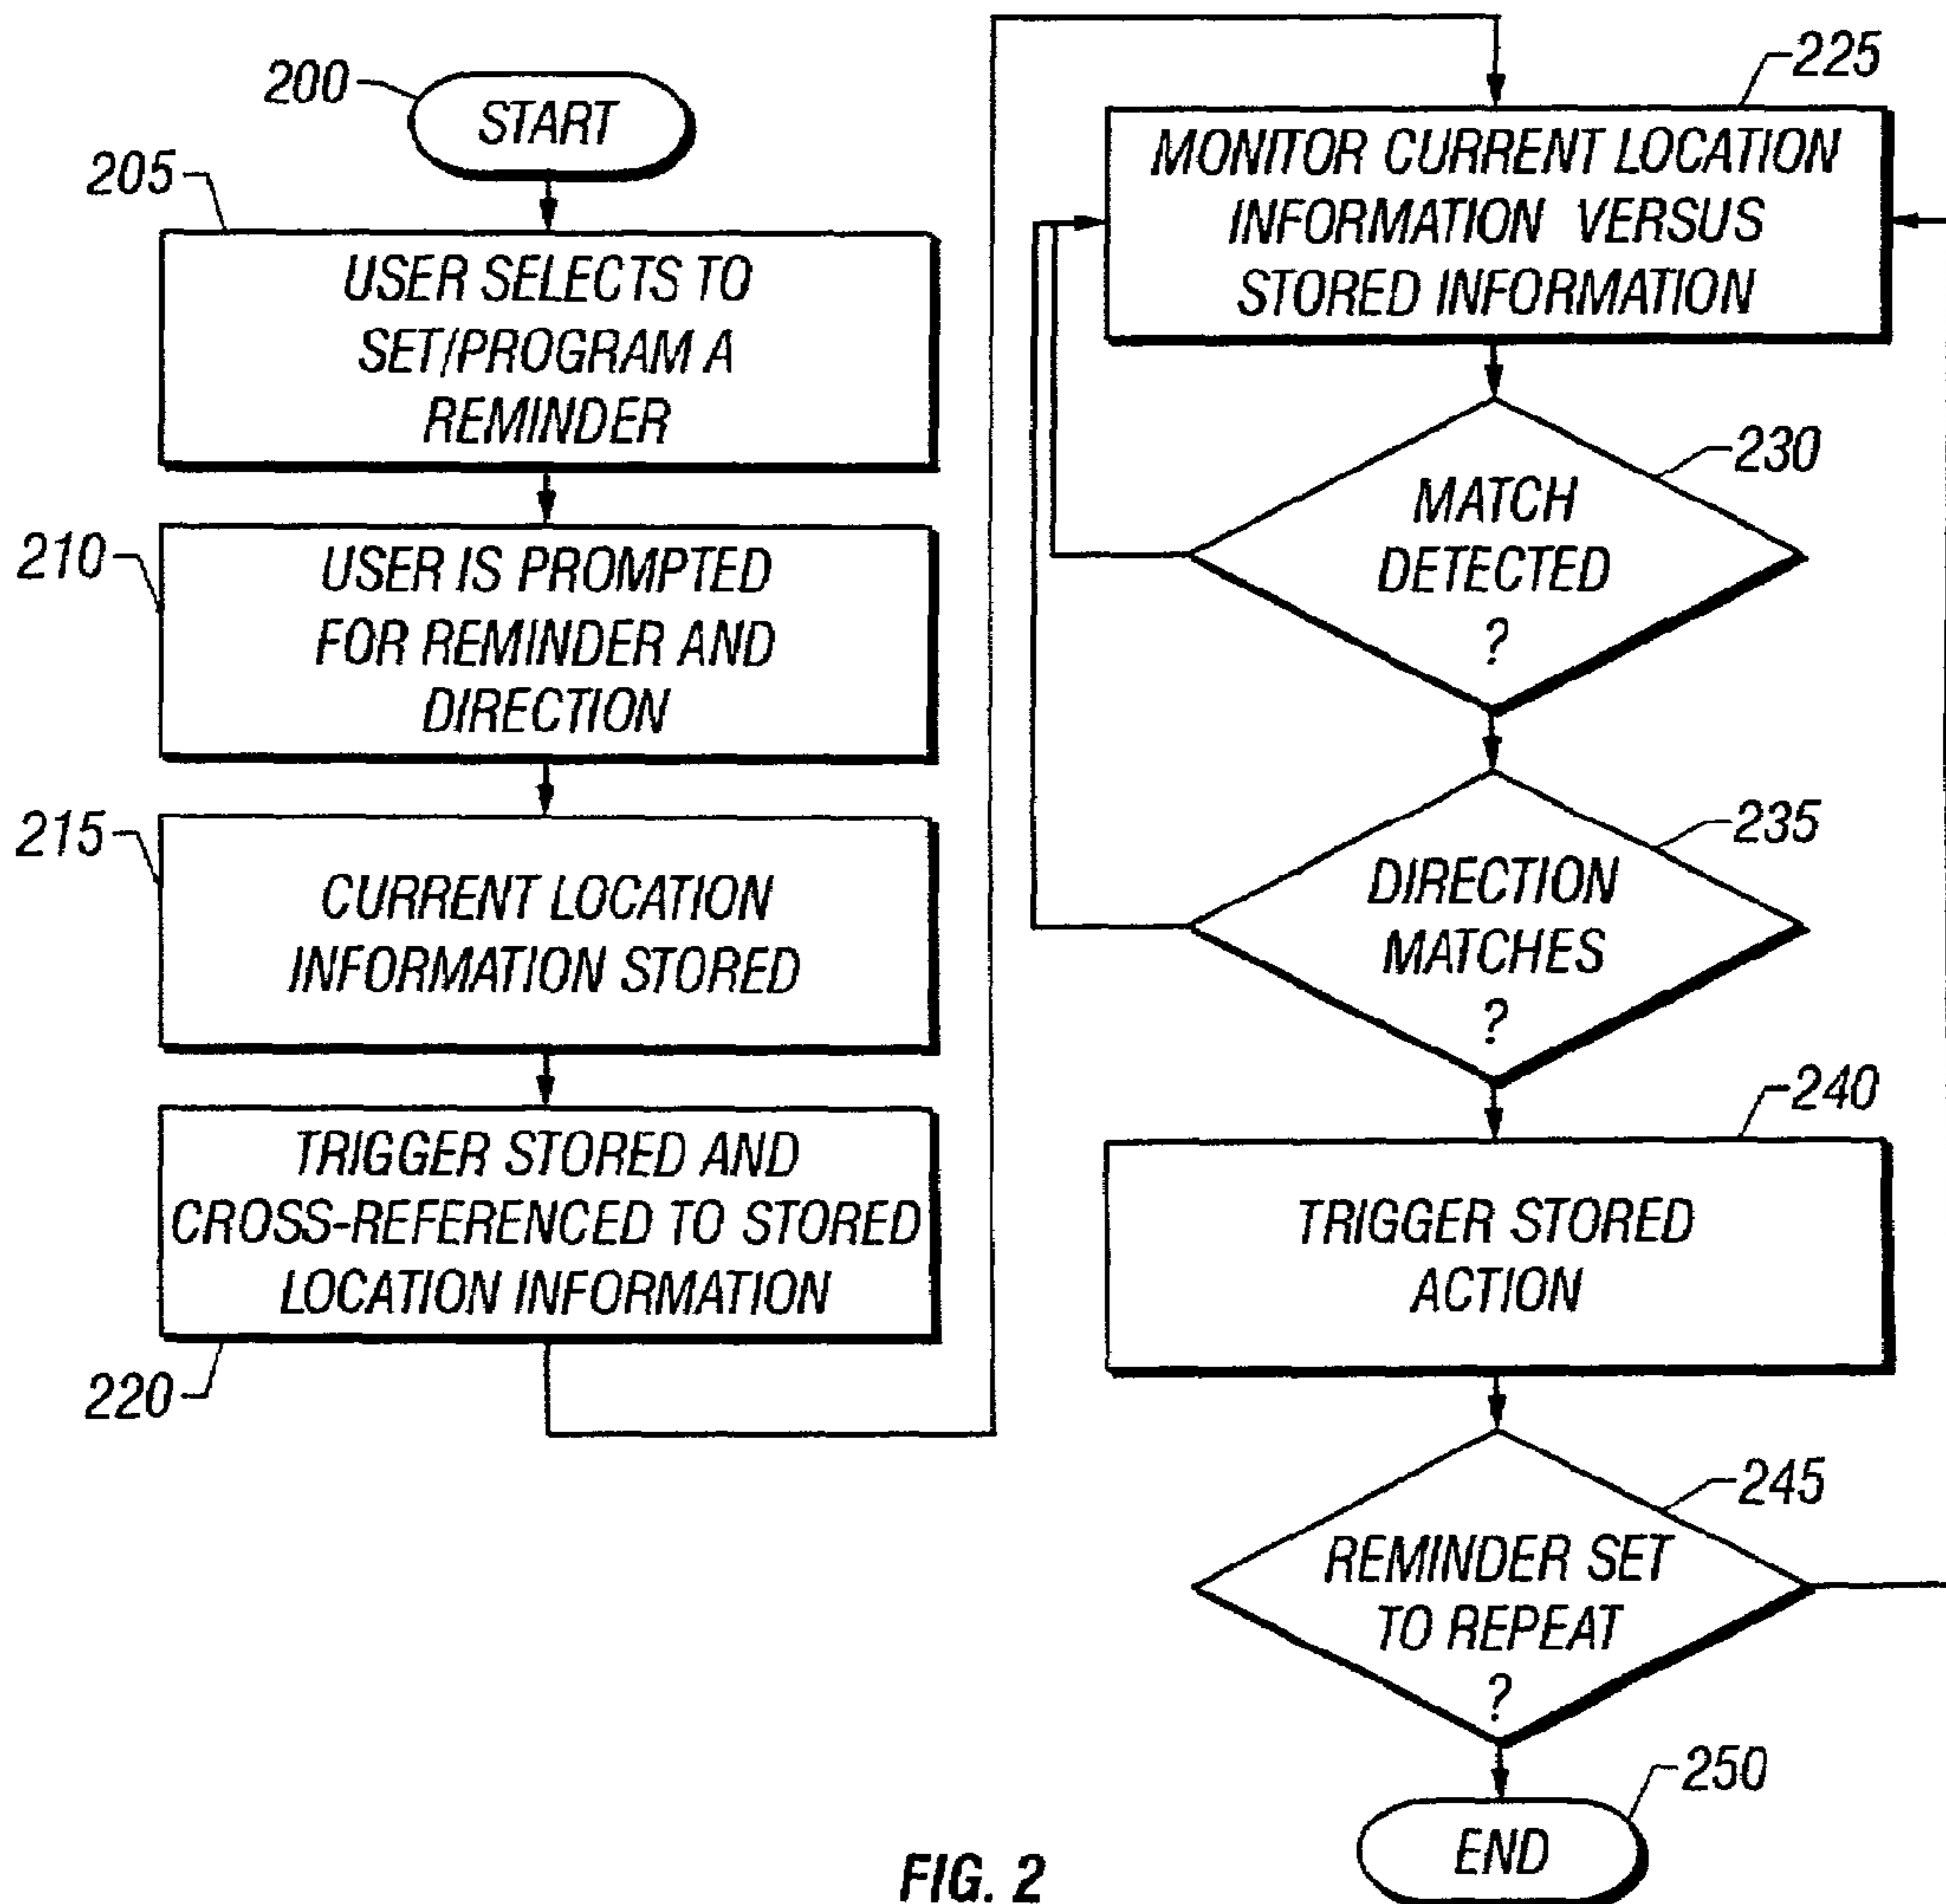 200
START
205
USER SELECTS TO
SET/PROGRAM A
REMINDER
210
USER IS PROMPTED
FOR REMINDER AND
DIRECTION
215
CURRENT LOCATION
INFORMATION STORED
TRIGGER STORED AND
CROSS-REFERENCED TO STORED
LOCATION INFORMATION
220
225
MONITOR CURRENT LOCATION
INFORMATION VERSUS
STORED INFORMATION
230
MATCH
DETECTED
?
235
DIRECTION
MATCHES
?
240
TRIGGER STORED
ACTION
245
REMINDER SET
TO REPEAT
?
250
END
FIG. 2